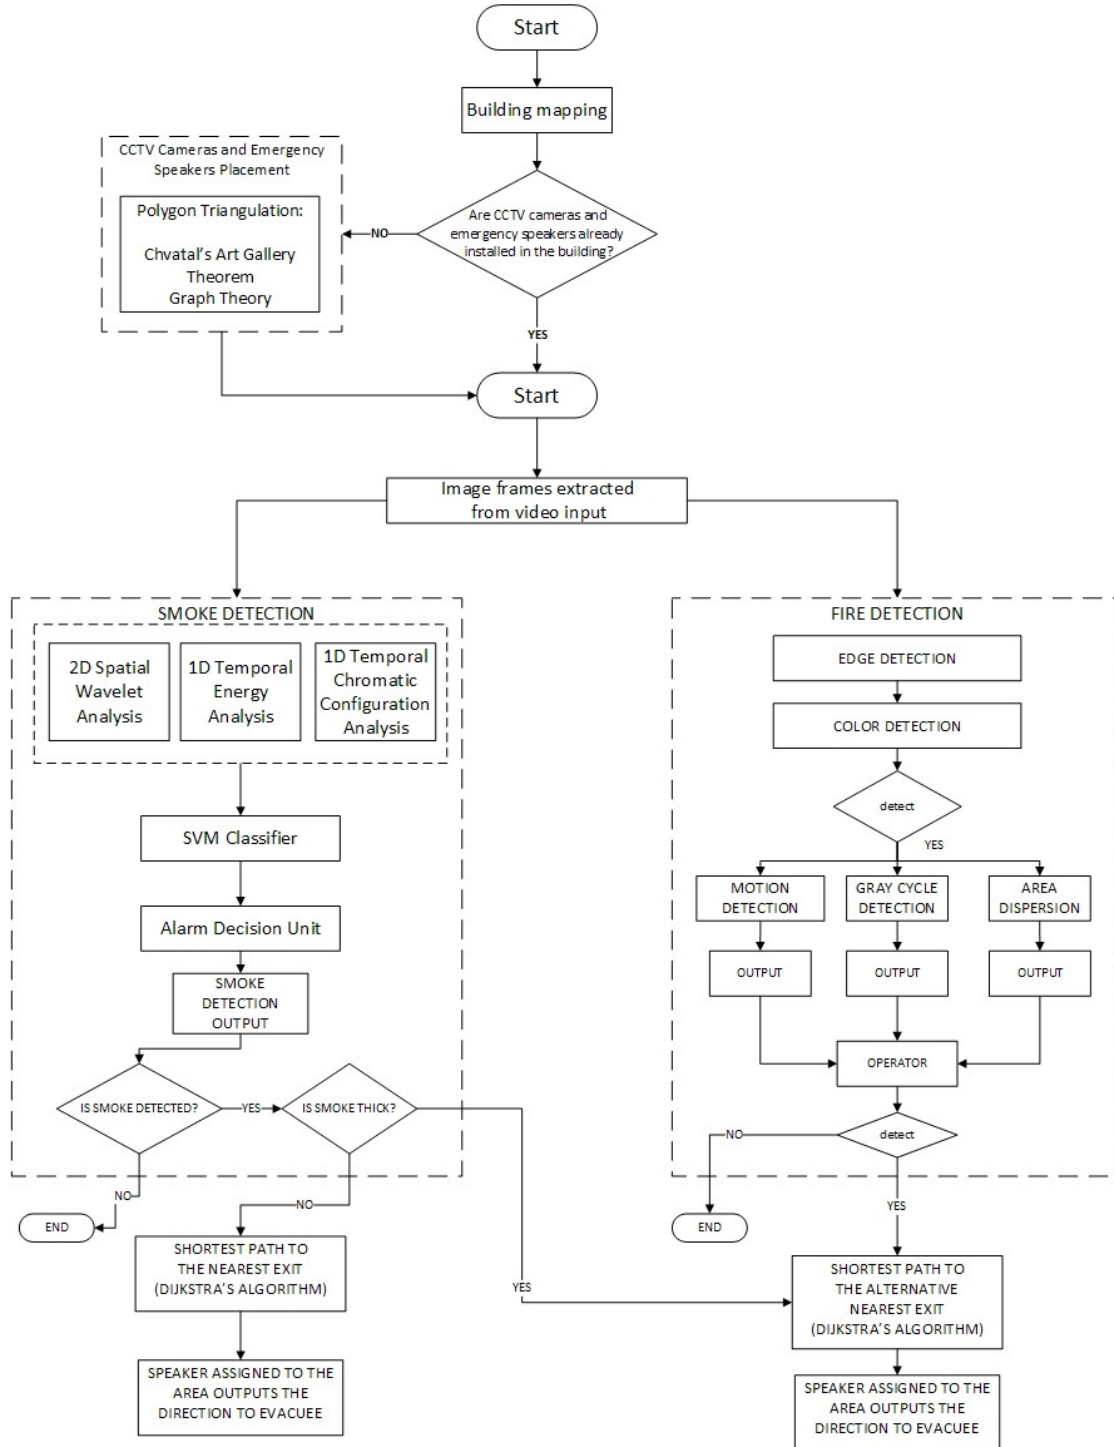 Start
Building mapping
CCTV Cameras and Emergency
Speakers Placement
Polygon Triangulation:
Chvatal's Art Gallery
Theorem
Graph Theory
NO
Are CCTV cameras and
emergency speakers already
installed in the building?
YES
Start
Image frames extracted
from video input
SMOKE DETECTION
2D Spatial
Wavelet
Analysis
1D Temporal
Energy
Analysis
1D Temporal
Chromatic
Configuration
Analysis
SVM Classifier
Alarm Decision Unit
SMOKE
DETECTION
OUTPUT
IS SMOKE DETECTED?
YES
IS SMOKE THICK?
NO
END
NO
SHORTEST PATH TO
THE NEAREST EXIT
(DIJKSTRA'S ALGORITHM)
SPEAKER ASSIGNED TO THE
AREA OUTPUTS THE
DIRECTION TO EVACUEE
YES
FIRE DETECTION
EDGE DETECTION
COLOR DETECTION
detect
YES
MOTION
DETECTION
GRAY CYCLE
DETECTION
AREA
DISPERSION
OUTPUT
OUTPUT
OUTPUT
OPERATOR
detect
NO
END
YES
SHORTEST PATH TO
THE ALTERNATIVE
NEAREST EXIT
(DIJKSTRA'S ALGORITHM)
SPEAKER ASSIGNED TO THE
AREA OUTPUTS THE
DIRECTION TO EVACUEE